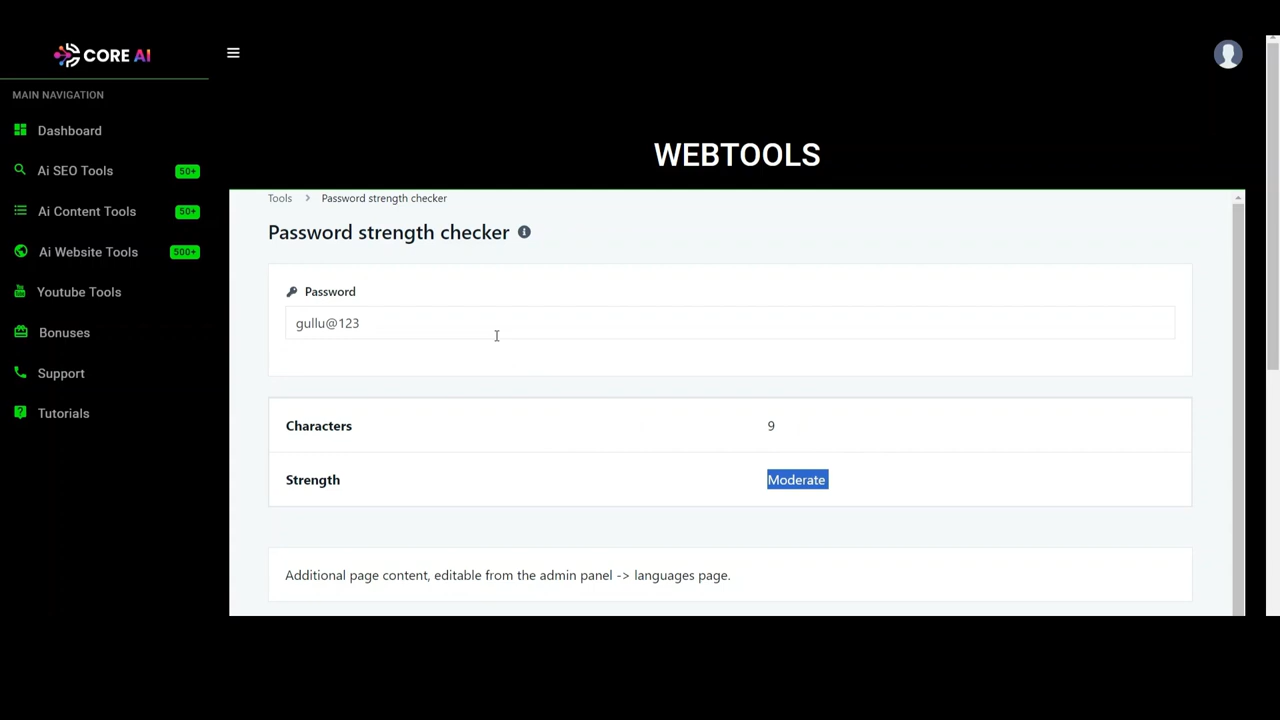 CORE AI
MAIN NAVIGATION
Dashboard
Ai SEO Tools 50+
Ai Content Tools 50+
Ai Website Tools 500+
Youtube Tools
Bonuses
Support
Tutorials
WEBTOOLS
Tools > Password strength checker
Password strength checker
Password
gullu@123
Characters 9
Strength Moderate
Additional page content, editable from the admin panel -> languages page.